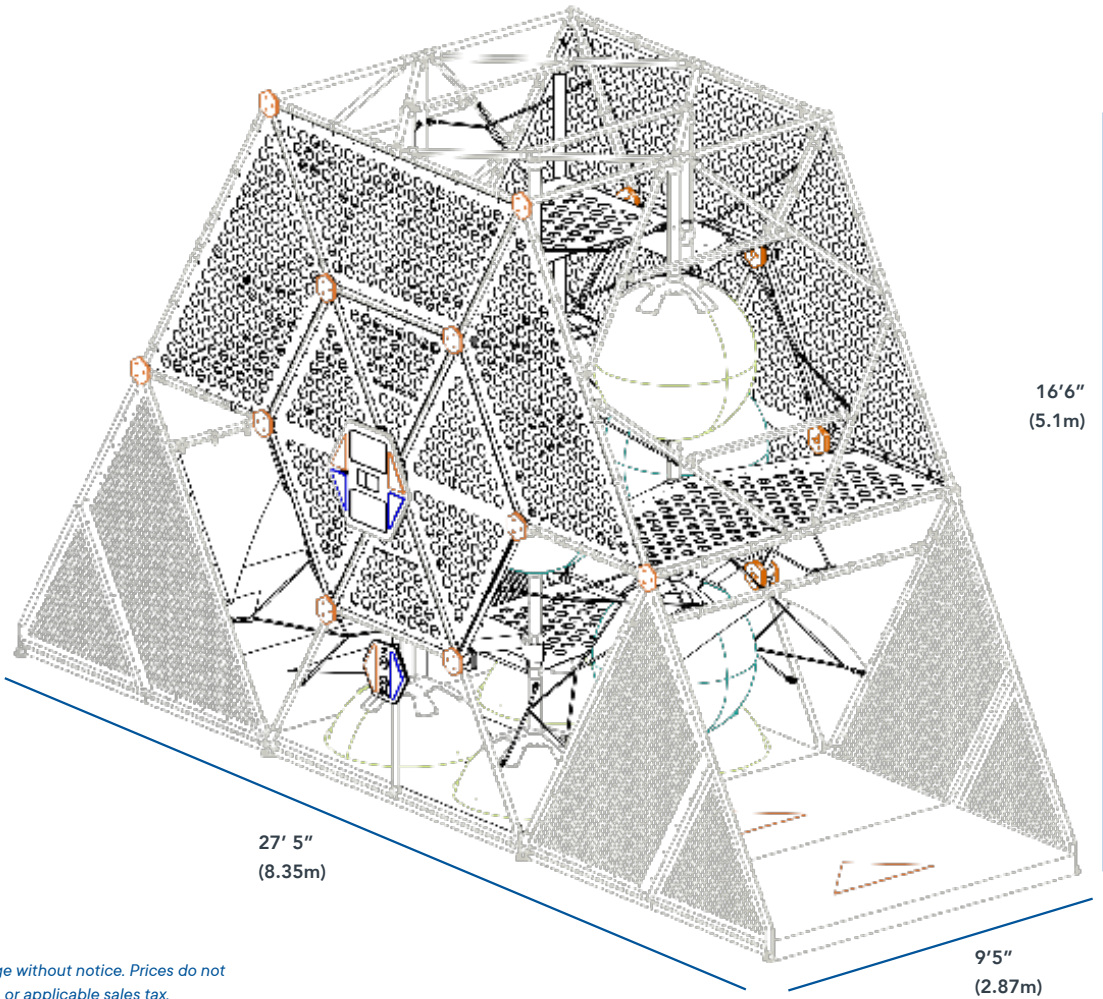 16'6"
(5.1m)
27' 5"
(8.35m)
9'5"
(2.87m)
ge without notice. Prices do not
or applicable sales tax.